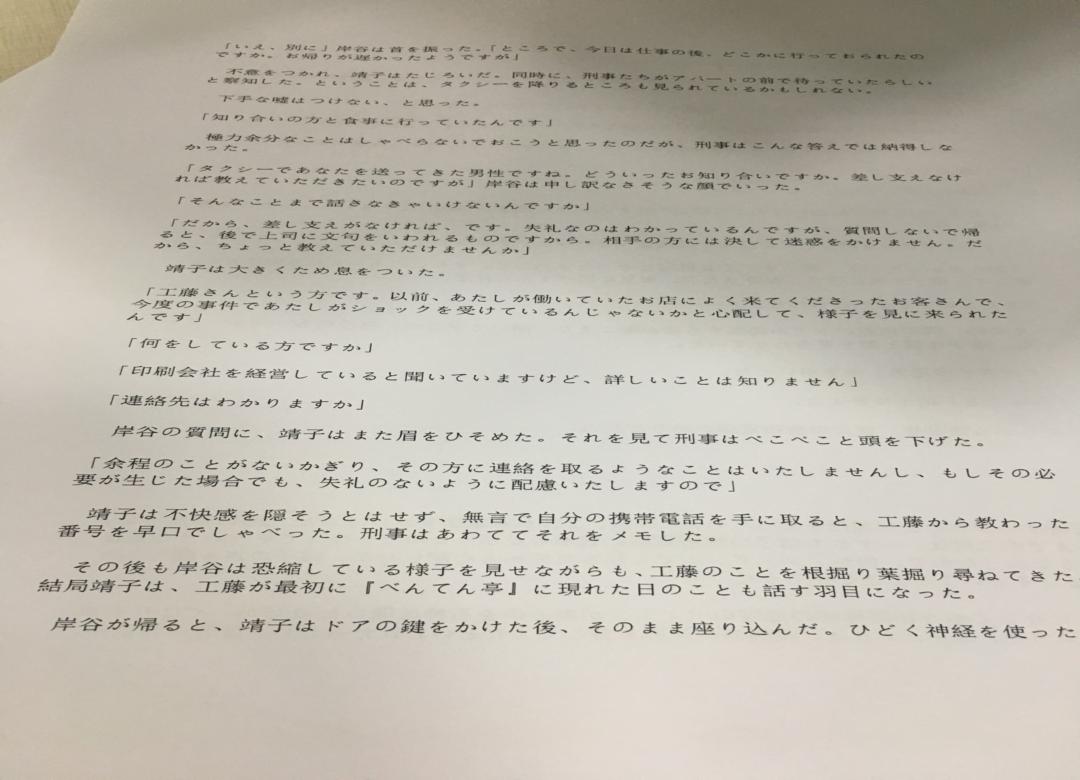 「いえ、別に」岸谷は首を振った。「ところで、今日は仕事の後、どこかに行っておられたの
ですか。お帰りが遅かったようですが」
不意をつかれ、靖子はたじろいだ。同時に、刑事たちがアパートの前で待っていたらしい
と察知した。ということは、タクシーを降りるところも見られているかもしれない。
下手な嘘はつけない、と思った。
「知り合いの方と食事に行っていたんです」
極力余分なことはしゃべらないでおこうと思ったのだが、刑事はこんな答えでは納得しな
かった。
「タクシーであなたを送ってきた男性ですね。どういったお知り合いですか。差し支えなけ
れば教えていただきたいのですが」岸谷は申し訳なさそうな顔でいった。
「そんなことまで話さなきゃいけないんですか」
「だから、差し支えがなければ、です。失礼なのはわかっているんですが、質問しないで帰
ると、後で上司に文句をいわれるものですから。相手の方には決して迷惑をかけません。だ
から、ちょっと教えていただけませんか」
靖子は大きくため息をついた。
「工藤さんという方です。以前、あたしが働いていたお店によく来てくださったお客さんで、
今度の事件であたしがショックを受けているんじゃないかと心配して、様子を見に来られた
んです」
「何をしている方ですか」
「印刷会社を経営していると聞いていますけど、詳しいことは知りません」
「連絡先はわかりますか」
岸谷の質問に、靖子はまた眉をひそめた。それを見て刑事はぺこぺこと頭を下げた。
「余程のことがないかぎり、その方に連絡を取るようなことはいたしませんし、もしその必
要が生じた場合でも、失礼のないように配慮いたしますので」
靖子は不快感を隠そうとはせず、無言で自分の携帯電話を手に取ると、工藤から教わった
番号を早口でしゃべった。刑事はあわててそれをメモした。
その後も岸谷は恐縮している様子を見せながらも、工藤のことを根掘り葉掘り尋ねてきた
結局靖子は、工藤が最初に『べんてん亭』に現れた日のことも話す羽目になった。
岸谷が帰ると、靖子はドアの鍵をかけた後、そのまま座り込んだ。ひどく神経を使った